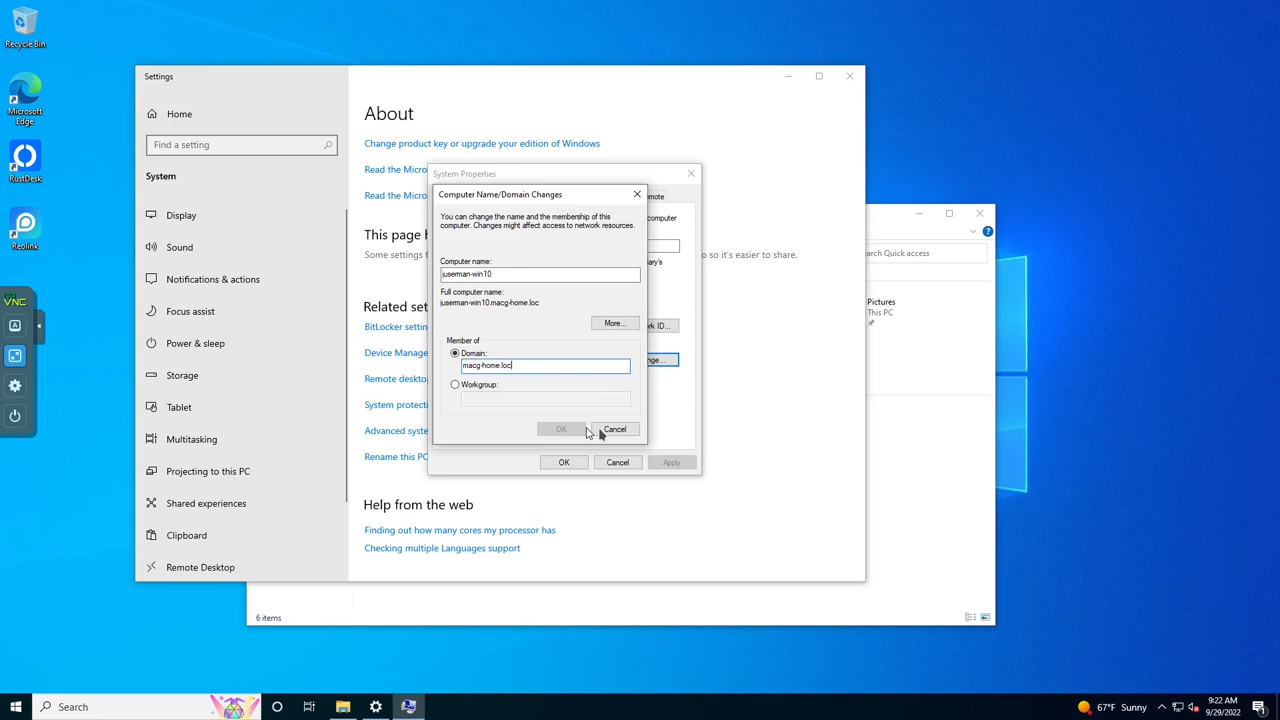 Recycle Bin
Microsoft
Edge
RustDesk
Reolink
VNC
Settings
Home
Find a setting
System
Display
Sound
Notifications & actions
Focus assist
Power & sleep
Storage
Tablet
Multitasking
Projecting to this PC
Shared experiences
Clipboard
Remote Desktop
About
Change product key or upgrade your edition of Windows
Read the Micro
Read the Micro
This page h
Some settings f
o so it's easier to share.
Related set
BitLocker settin
Device Manage
Remote deskto
System protecti
Advanced syste
Rename this PC
Help from the web
Finding out how many cores my processor has
Checking multiple Languages support
System Properties
emote
computer
ary's
rk ID...
nge...
OK
Cancel
Apply
Computer Name/Domain Changes
You can change the name and the membership of this
computer. Changes might affect access to network resources.
Computer name:
juserman-win10
Full computer name:
juserman-win10.macg-home.loc
More...
Member of
Domain:
macg-home.loc
Workgroup:
OK
Cancel
arch Quick access
Pictures
This PC
6 items
Search
67°F Sunny
9:22 AM
9/29/2022
1